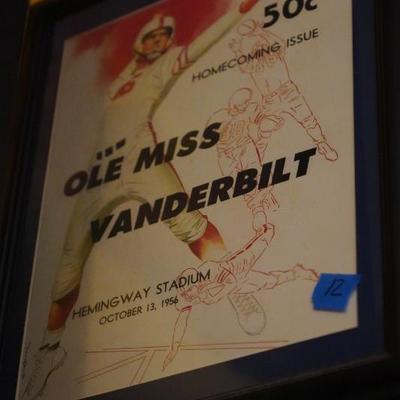 50¢
HOMECOMING ISSUE
OLE MISS
VANDERBILT
HEMINGWAY STADIUM
OCTOBER 13, 1956
12